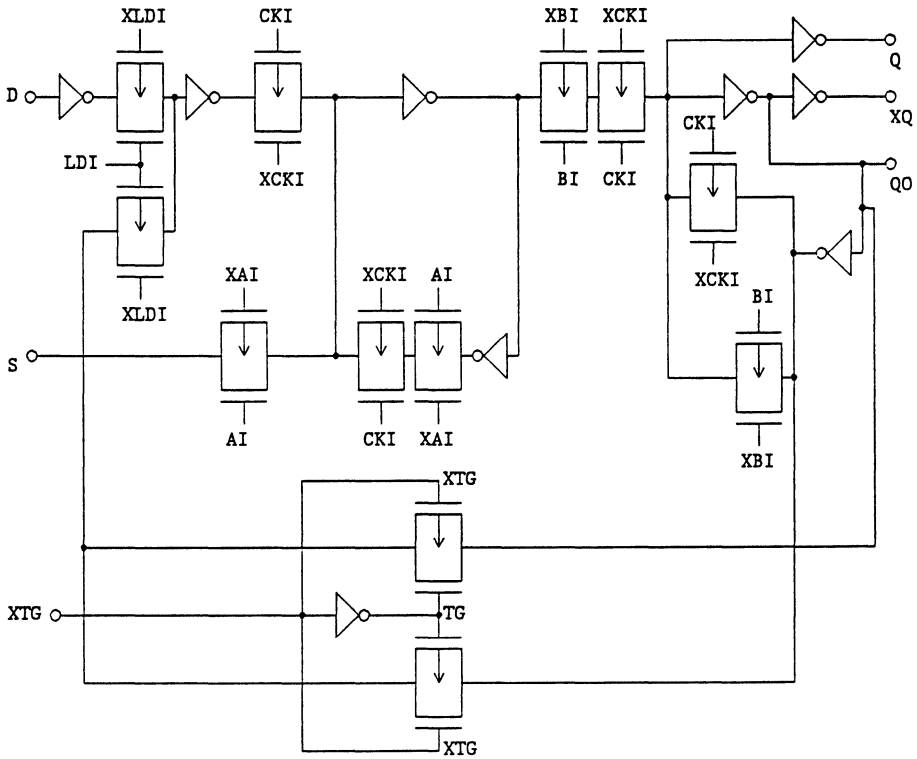 XLDI CKI XBI XCKI
Q
D
XQ
CKI
LDI
XCKI BI CKI
QO
XCKI
XLDI
XAI XCKI AI
BI
S
AI CKI XAI
XBI
XTG
XTG TG
XTG